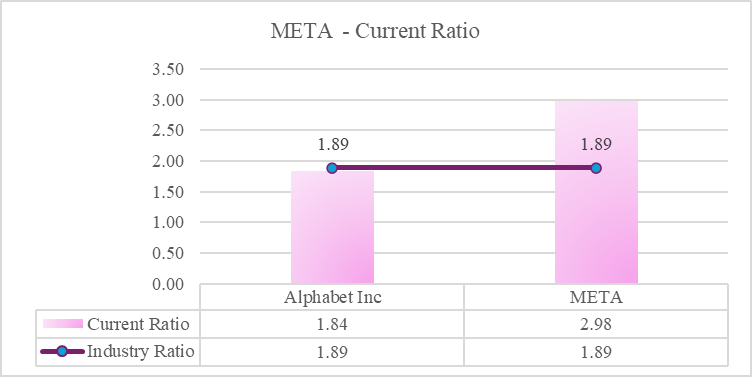 META - Current Ratio
3.50
3.00
2.50
2.00
1.50
1.00
0.50
0.00
1.89 1.89
Alphabet Inc META
Current Ratio 1.84 2.98
Industry Ratio 1.89 1.89